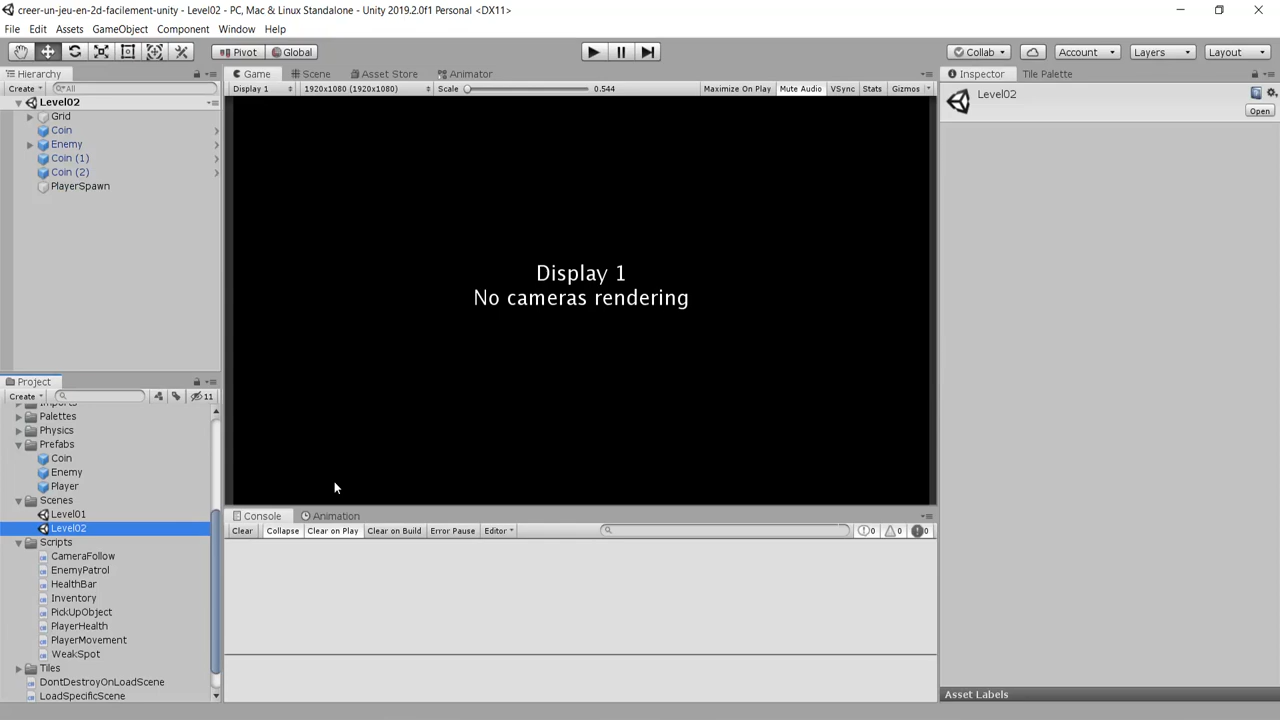 creer-un-jeu-en-2d-facilement-unity - Level02 - PC, Mac & Linux Standalone - Unity 2019.2.0f1 Personal <DX11>
File Edit Assets GameObject Component Window Help
Pivot Global Collab Account Layers Layout
Hierarchy Game Scene Asset Store Animator Inspector Tile Palette
Create All Display 1 1920x1080 (1920x1080) Scale 0.544 Maximize On Play Mute Audio VSync Stats Gizmos
Level02
Level02
Open
Grid
Coin
Enemy
Coin (1)
Coin (2)
PlayerSpawn
Display 1
No cameras rendering
Project
Create 11
Imports
Palettes
Physics
Prefabs
Coin
Enemy
Player
Scenes
Level01
Level02
Scripts
CameraFollow
EnemyPatrol
HealthBar
Inventory
PickUpObject
PlayerHealth
PlayerMovement
WeakSpot
Tiles
DontDestroyOnLoadScene
LoadSpecificScene
Console Animation
Clear Collapse Clear on Play Clear on Build Error Pause Editor 0 0 0
Asset Labels